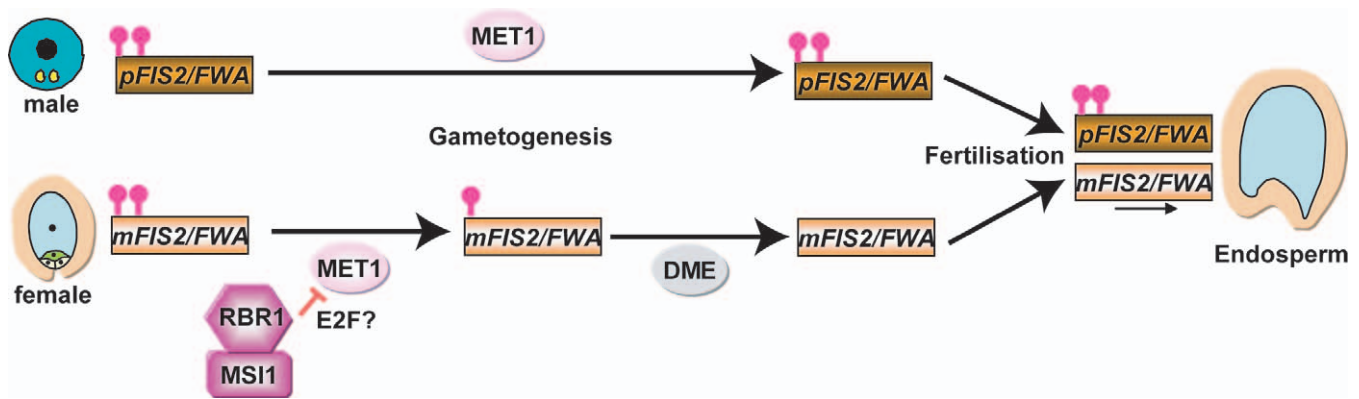 MET1
pFIS2/FWA
pFIS2/FWA
male
pFIS2/FWA
Gametogenesis
Fertilisation
mFIS2/FWA
mFIS2/FWA
mFIS2/FWA
mFIS2/FWA
Endosperm
MET1
DME
female
RBR1
E2F?
MSI1